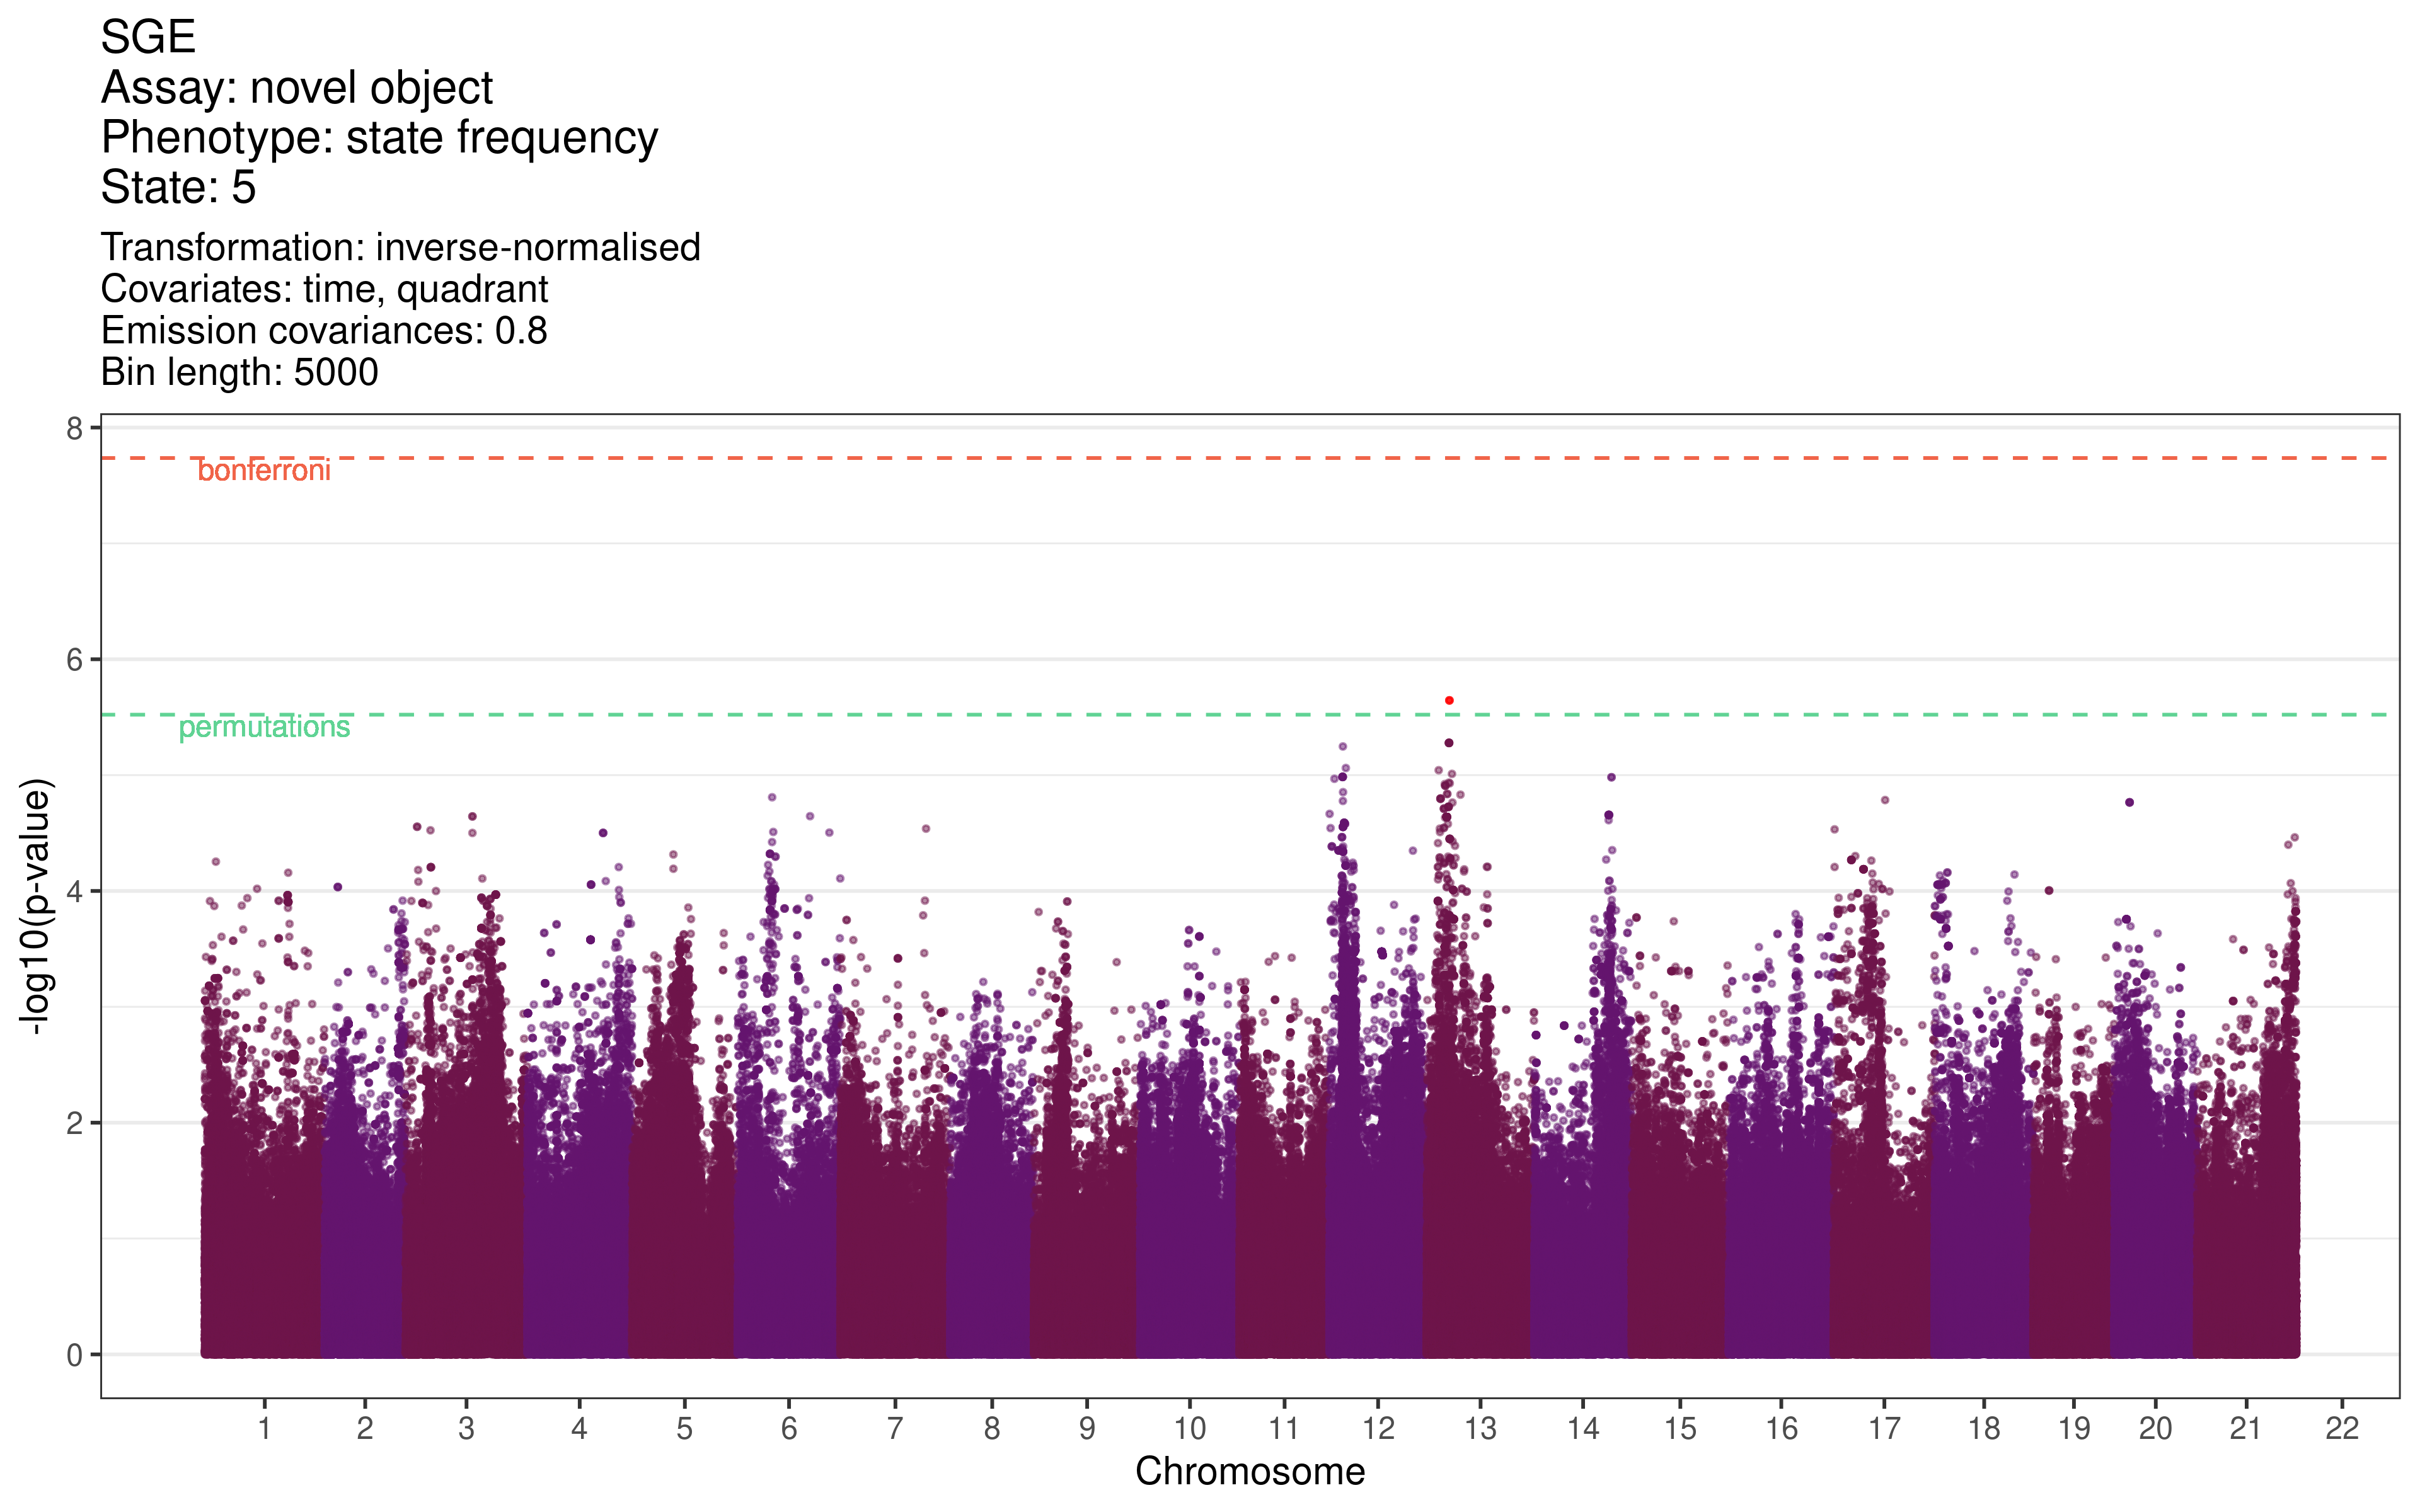 SGE
Assay: novel object
Phenotype: state frequency
State: 5
Transformation: inverse-normalised
Covariates: time, quadrant
Emission covariances: 0.8
Bin length: 5000
8
bonferroni
6
permutations
4
2
0
-log10(p-value)
1 2 3 4 5 6 7 8 9 10 11 12 13 14 15 16 17 18 19 20 21 22
Chromosome